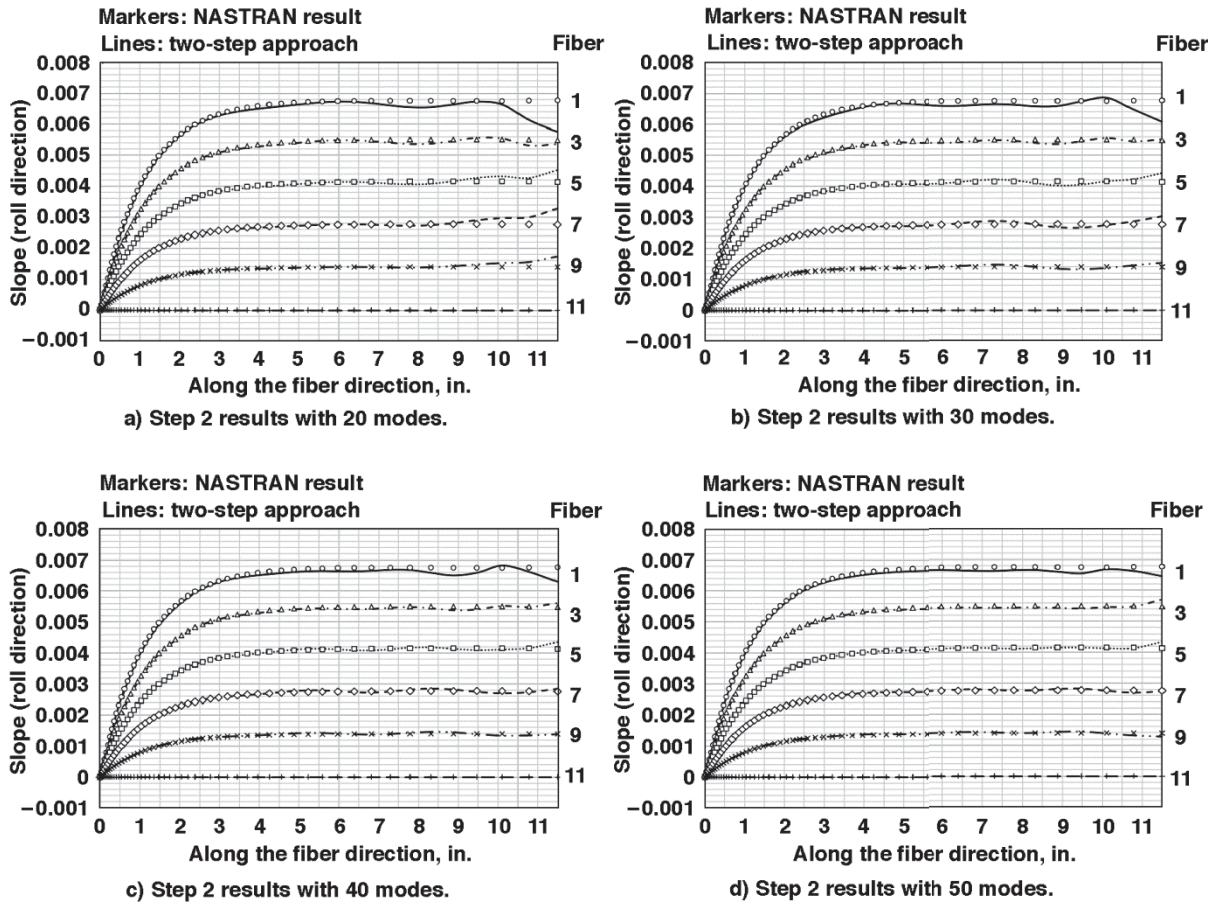 Markers: NASTRAN result
Lines: two-step approach
Fiber
0.008
0.007
0.006
0.005
0.004
0.003
0.002
0.001
0
−0.001
Slope (roll direction)
1
3
5
7
9
11
0 1 2 3 4 5 6 7 8 9 10 11
Along the fiber direction, in.
a) Step 2 results with 20 modes.
Markers: NASTRAN result
Lines: two-step approach
Fiber
0.008
0.007
0.006
0.005
0.004
0.003
0.002
0.001
0
−0.001
Slope (roll direction)
1
3
5
7
9
11
0 1 2 3 4 5 6 7 8 9 10 11
Along the fiber direction, in.
b) Step 2 results with 30 modes.
Markers: NASTRAN result
Lines: two-step approach
Fiber
0.008
0.007
0.006
0.005
0.004
0.003
0.002
0.001
0
−0.001
Slope (roll direction)
1
3
5
7
9
11
0 1 2 3 4 5 6 7 8 9 10 11
Along the fiber direction, in.
c) Step 2 results with 40 modes.
Markers: NASTRAN result
Lines: two-step approach
Fiber
0.008
0.007
0.006
0.005
0.004
0.003
0.002
0.001
0
−0.001
Slope (roll direction)
1
3
5
7
9
11
0 1 2 3 4 5 6 7 8 9 10 11
Along the fiber direction, in.
d) Step 2 results with 50 modes.